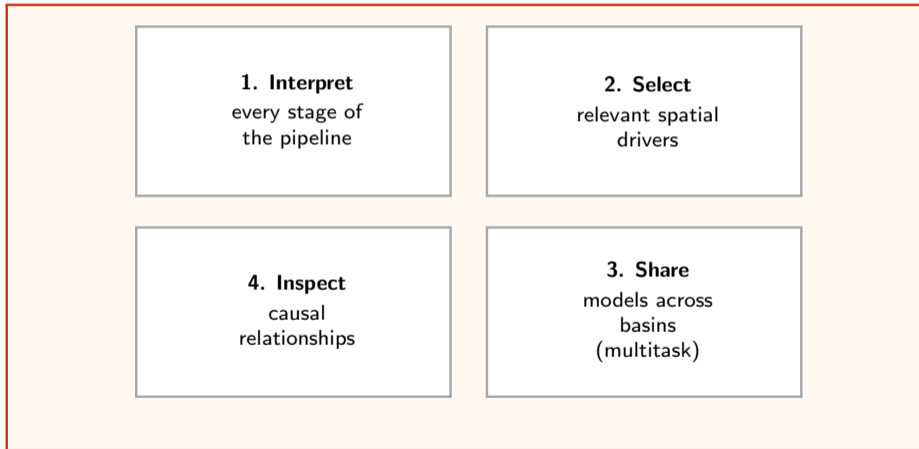 1. Interpret
every stage of
the pipeline
2. Select
relevant spatial
drivers
4. Inspect
causal
relationships
3. Share
models across
basins
(multitask)